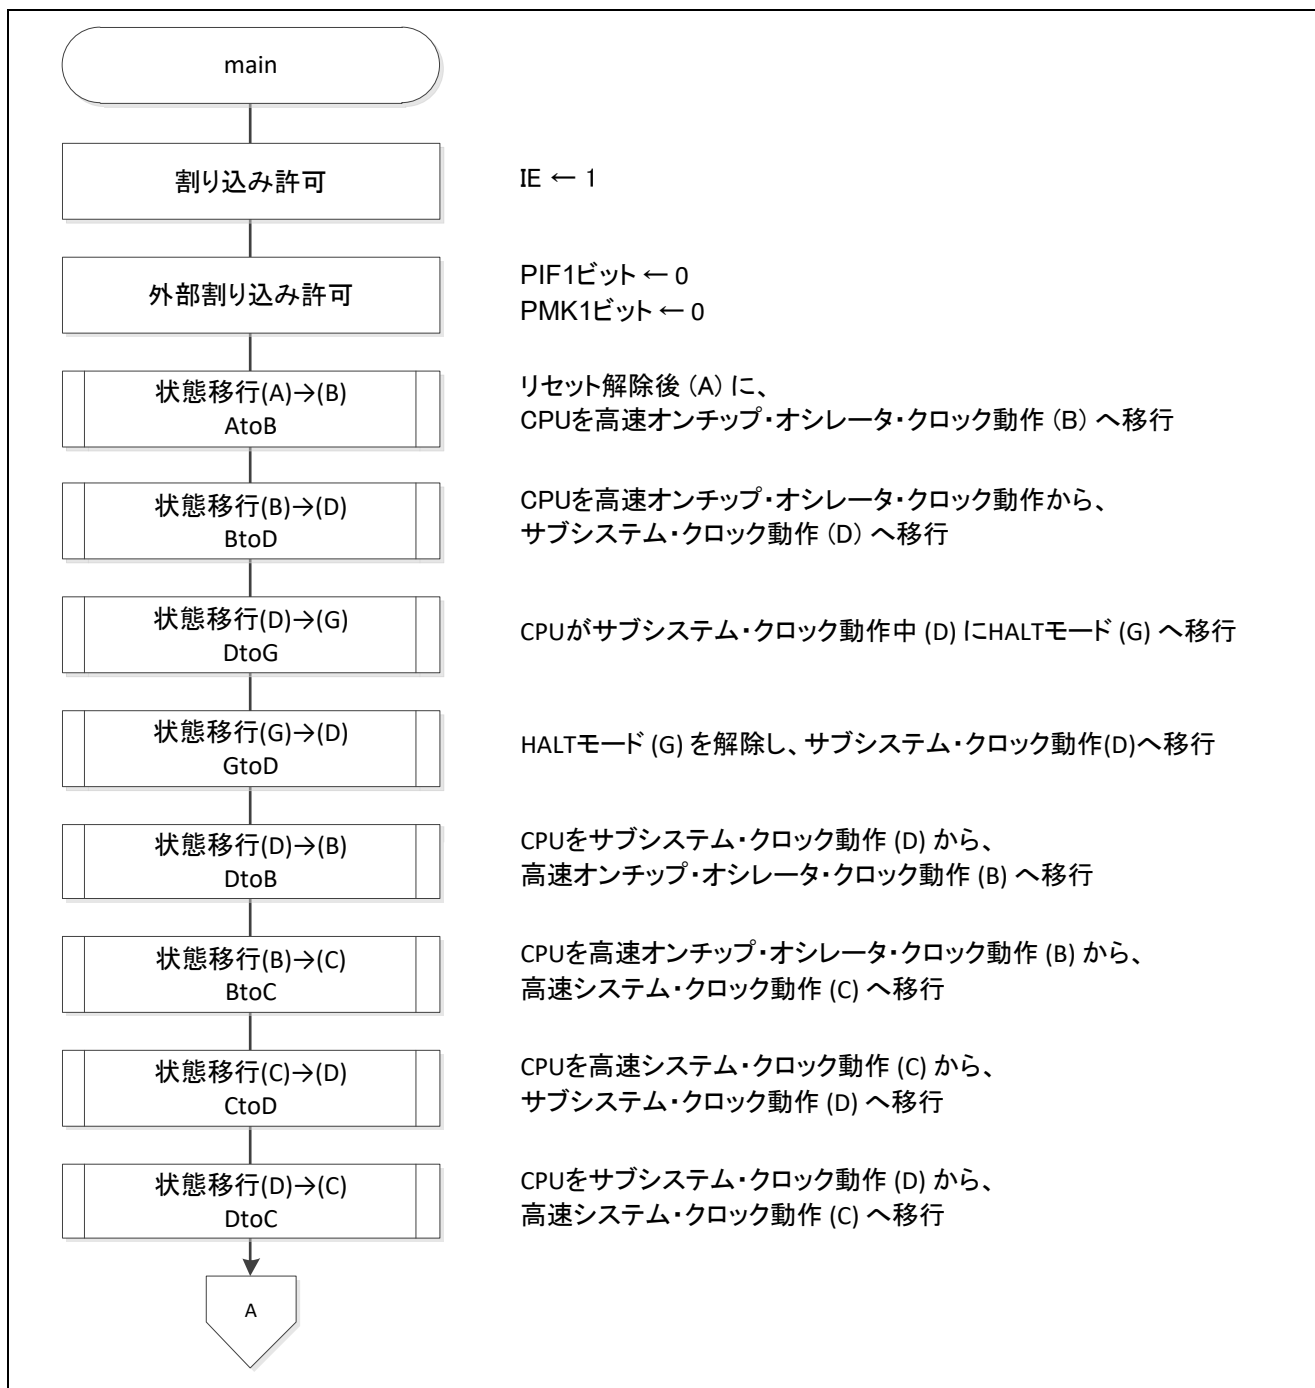 main
割り込み許可
IE ← 1
外部割り込み許可
PIF1ビット ← 0
PMK1ビット ← 0
状態移行(A)→(B)
AtoB
リセット解除後 (A) に、
CPUを高速オンチップ・オシレータ・クロック動作 (B) へ移行
状態移行(B)→(D)
BtoD
CPUを高速オンチップ・オシレータ・クロック動作から、
サブシステム・クロック動作 (D) へ移行
状態移行(D)→(G)
DtoG
CPUがサブシステム・クロック動作中 (D) にHALTモード (G) へ移行
状態移行(G)→(D)
GtoD
HALTモード (G) を解除し、サブシステム・クロック動作(D)へ移行
状態移行(D)→(B)
DtoB
CPUをサブシステム・クロック動作 (D) から、
高速オンチップ・オシレータ・クロック動作 (B) へ移行
状態移行(B)→(C)
BtoC
CPUを高速オンチップ・オシレータ・クロック動作 (B) から、
高速システム・クロック動作 (C) へ移行
状態移行(C)→(D)
CtoD
CPUを高速システム・クロック動作 (C) から、
サブシステム・クロック動作 (D) へ移行
状態移行(D)→(C)
DtoC
CPUをサブシステム・クロック動作 (D) から、
高速システム・クロック動作 (C) へ移行
A